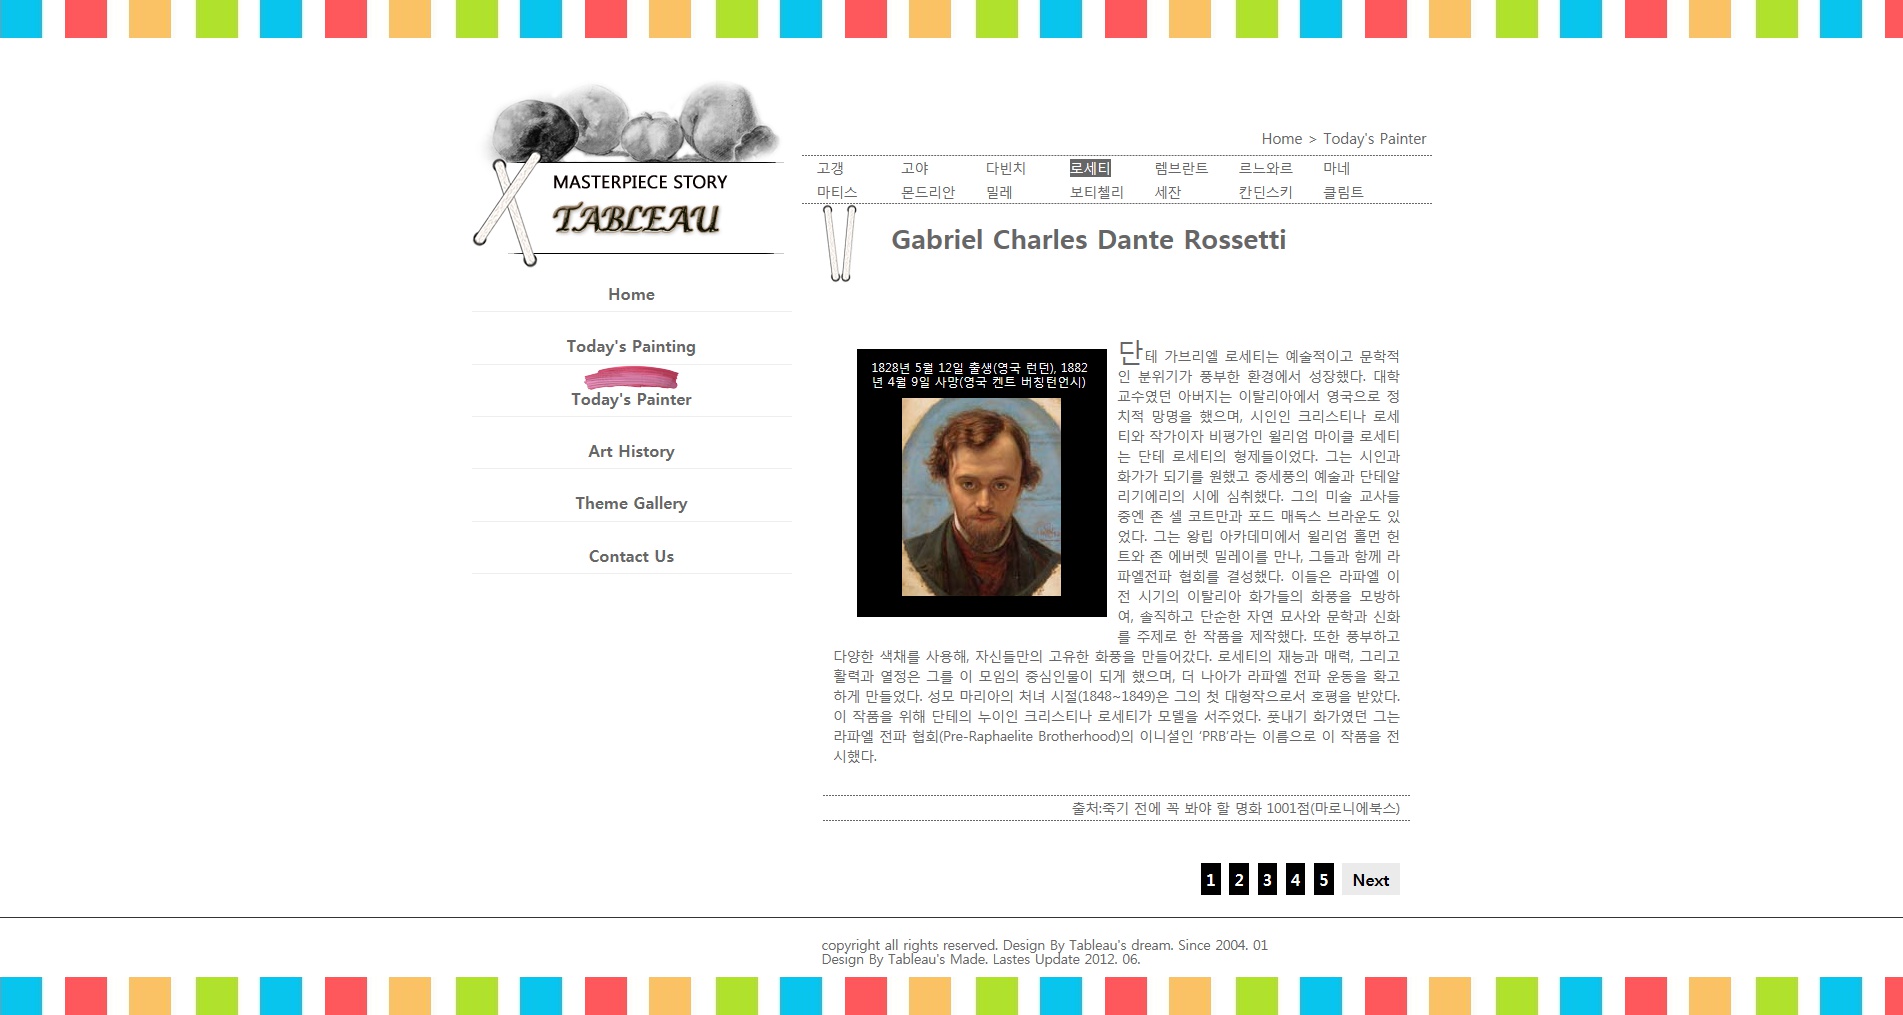 MASTERPIECE STORY
TABLEAU
Home
Today's Painting
Today's Painter
Art History
Theme Gallery
Contact Us
Home > Today's Painter
고갱 고야 다빈치 로세티 렘브란트 르느와르 마네
마티스 몬드리안 밀레 보티첼리 세잔 칸딘스키 클림트
Gabriel Charles Dante Rossetti
1828년 5월 12일 출생(영국 런던), 1882
년 4월 9일 사망(영국 켄트 버칭턴언시)
단테 가브리엘 로세티는 예술적이고 문학적
인 분위기가 풍부한 환경에서 성장했다. 대학
교수였던 아버지는 이탈리아에서 영국으로 정
치적 망명을 했으며, 시인인 크리스티나 로세
티와 작가이자 비평가인 윌리엄 마이클 로세티
는 단테 로세티의 형제들이었다. 그는 시인과
화가가 되기를 원했고 중세풍의 예술과 단테알
리기에리의 시에 심취했다. 그의 미술 교사들
중엔 존 셀 코트만과 포드 매독스 브라운도 있
었다. 그는 왕립 아카데미에서 윌리엄 홀먼 헌
트와 존 에버렛 밀레이를 만나, 그들과 함께 라
파엘전파 협회를 결성했다. 이들은 라파엘 이
전 시기의 이탈리아 화가들의 화풍을 모방하
여, 솔직하고 단순한 자연 묘사와 문학과 신화
를 주제로 한 작품을 제작했다. 또한 풍부하고
다양한 색채를 사용해, 자신들만의 고유한 화풍을 만들어갔다. 로세티의 재능과 매력, 그리고
활력과 열정은 그를 이 모임의 중심인물이 되게 했으며, 더 나아가 라파엘 전파 운동을 확고
하게 만들었다. 성모 마리아의 처녀 시절(1848~1849)은 그의 첫 대형작으로서 호평을 받았다.
이 작품을 위해 단테의 누이인 크리스티나 로세티가 모델을 서주었다. 풋내기 화가였던 그는
라파엘 전파 협회(Pre-Raphaelite Brotherhood)의 이니셜인 ‘PRB’라는 이름으로 이 작품을 전
시했다.
출처:죽기 전에 꼭 봐야 할 명화 1001점(마로니에북스)
1 2 3 4 5 Next
copyright all rights reserved. Design By Tableau's dream. Since 2004. 01
Design By Tableau's Made. Lastes Update 2012. 06.